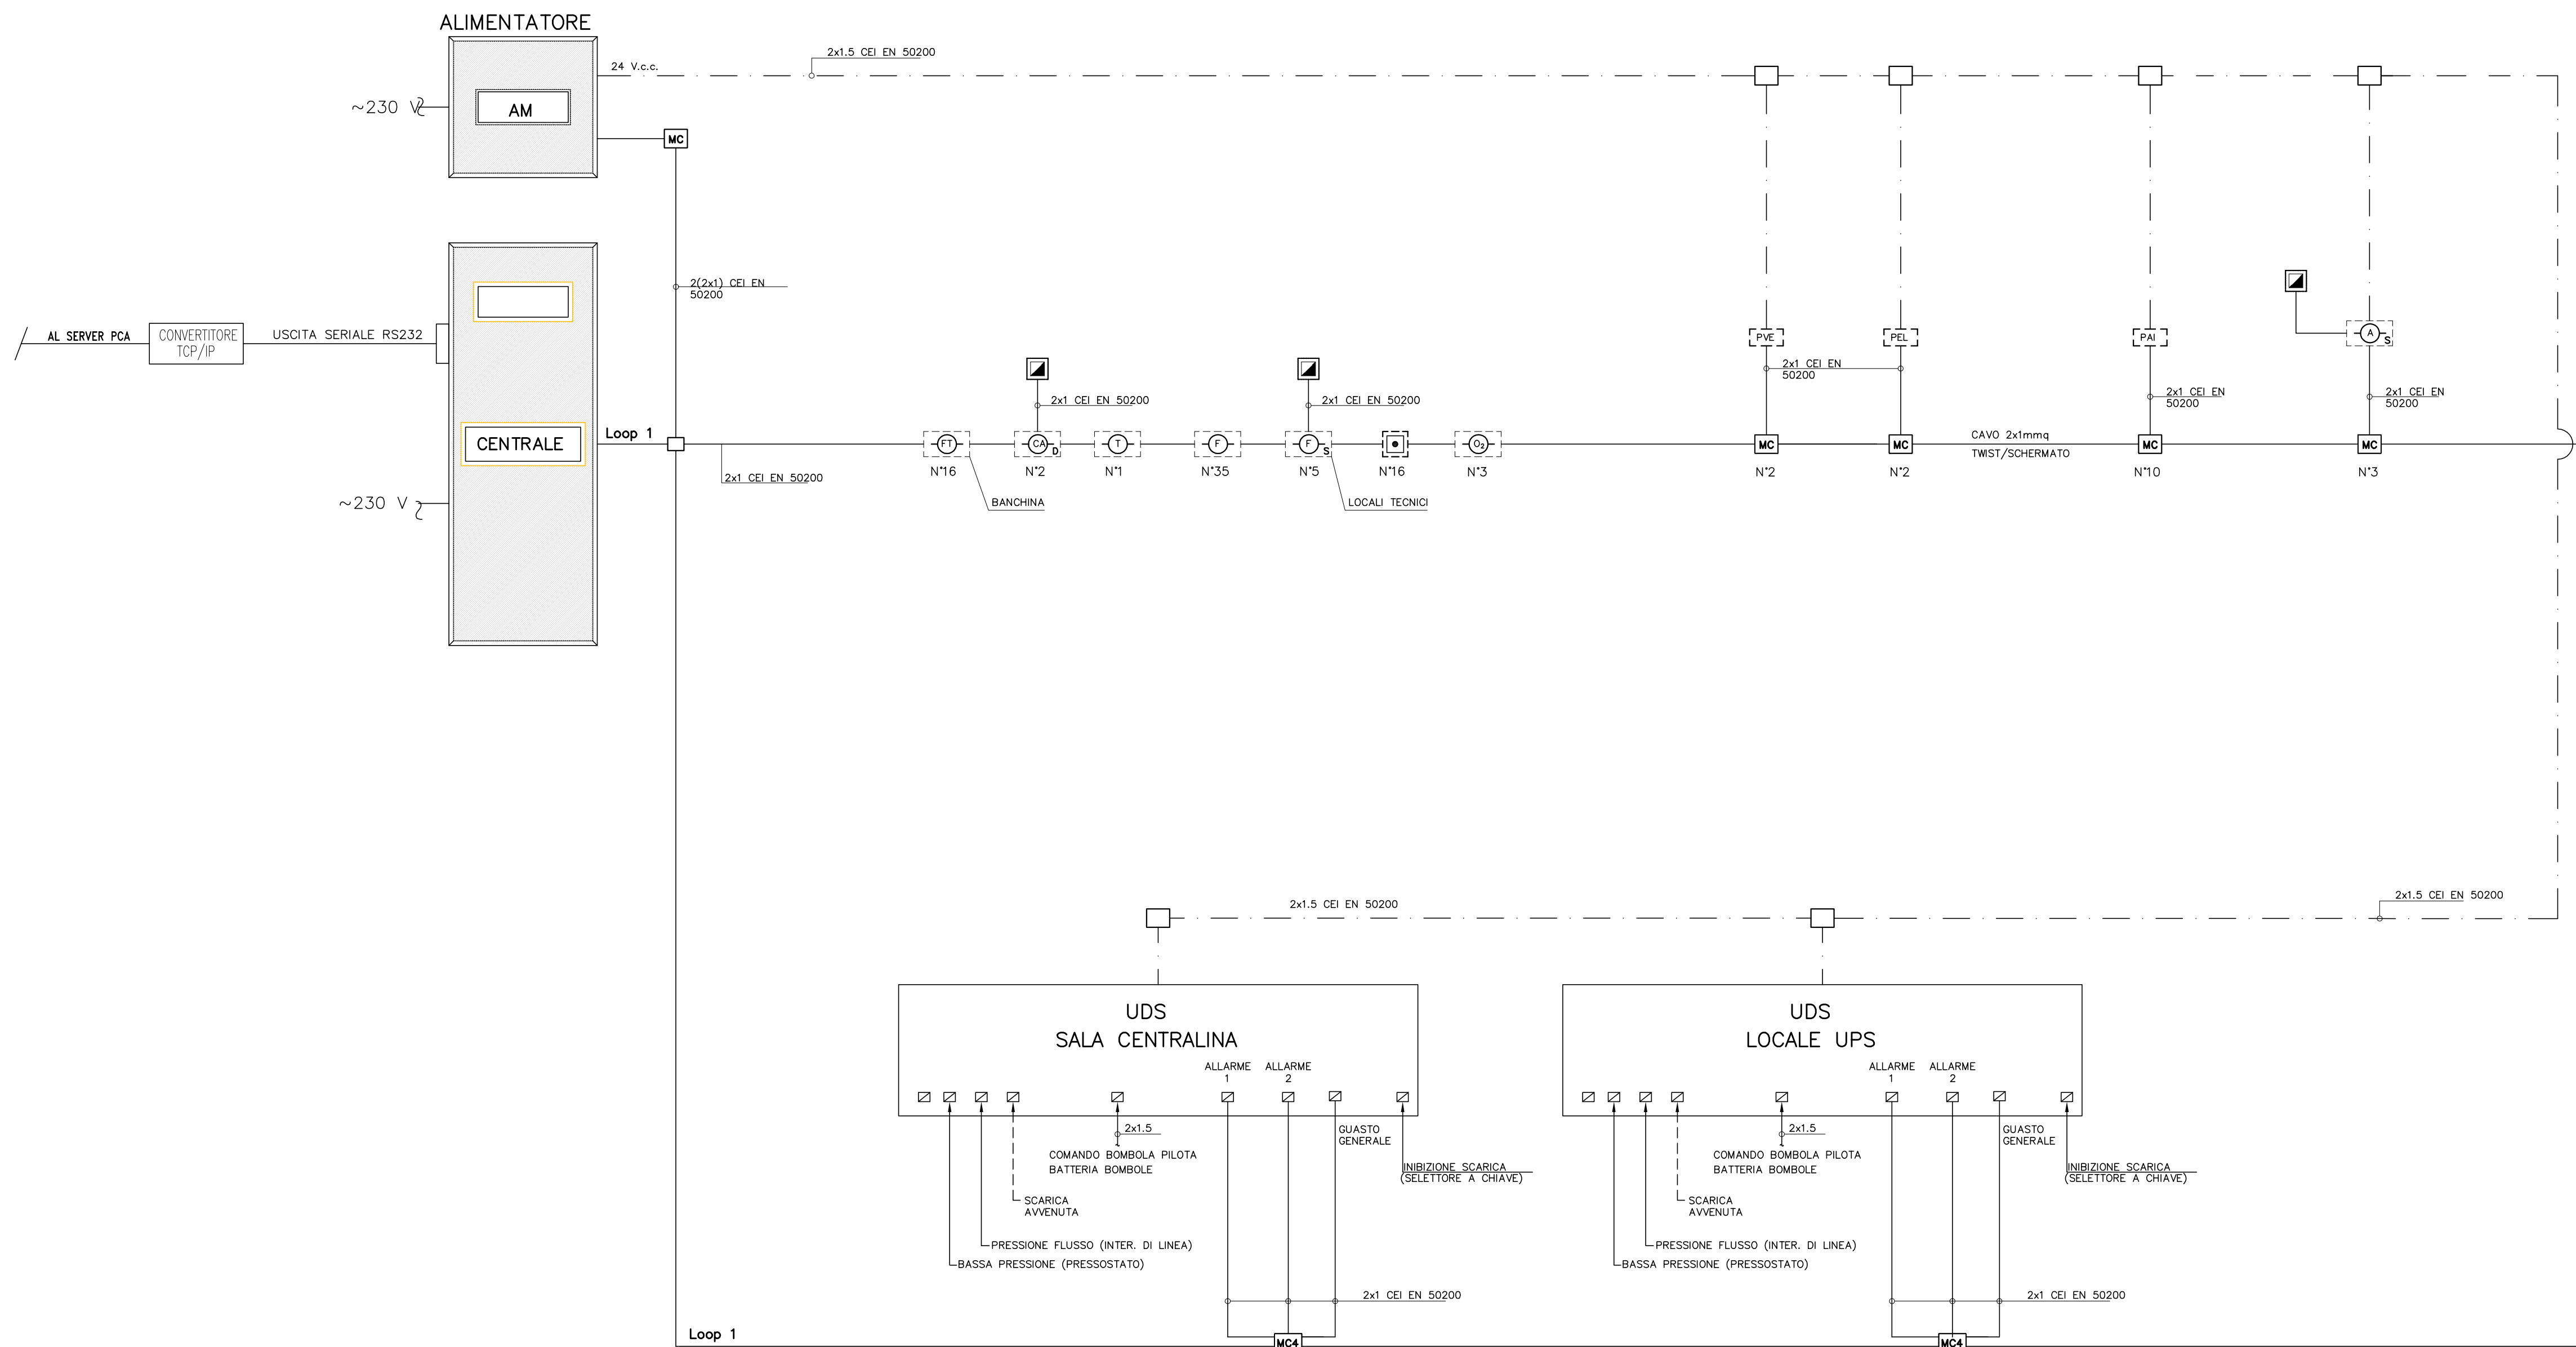 ALIMENTATORE
2x1.5 CEI EN 50200
24 V.c.c.
~230 V
AM
MC
2(2x1) CEI EN
50200
AL SERVER PCA
CONVERTITORE
TCP/IP
USCITA SERIALE RS232
CENTRALE
~230 V
Loop 1
2x1 CEI EN 50200
FT
N°16
BANCHINA
2x1 CEI EN 50200
CA
D
N°2
T
N°1
F
N°35
2x1 CEI EN 50200
F
S
N°5
LOCALI TECNICI
N°16
O₂
N°3
PVE
2x1 CEI EN
50200
MC
N°2
PEL
MC
N°2
CAVO 2x1mmq
TWIST/SCHERMATO
PAI
2x1 CEI EN
50200
MC
N°10
A
S
2x1 CEI EN
50200
MC
N°3
2x1.5 CEI EN 50200
2x1.5 CEI EN 50200
UDS
SALA CENTRALINA
ALLARME
1
ALLARME
2
2x1.5
COMANDO BOMBOLA PILOTA
BATTERIA BOMBOLE
GUASTO
GENERALE
INIBIZIONE SCARICA
(SELETTORE A CHIAVE)
SCARICA
AVVENUTA
PRESSIONE FLUSSO (INTER. DI LINEA)
BASSA PRESSIONE (PRESSOSTATO)
2x1 CEI EN 50200
MC4
UDS
LOCALE UPS
ALLARME
1
ALLARME
2
2x1.5
COMANDO BOMBOLA PILOTA
BATTERIA BOMBOLE
GUASTO
GENERALE
INIBIZIONE SCARICA
(SELETTORE A CHIAVE)
SCARICA
AVVENUTA
PRESSIONE FLUSSO (INTER. DI LINEA)
BASSA PRESSIONE (PRESSOSTATO)
2x1 CEI EN 50200
MC4
Loop 1